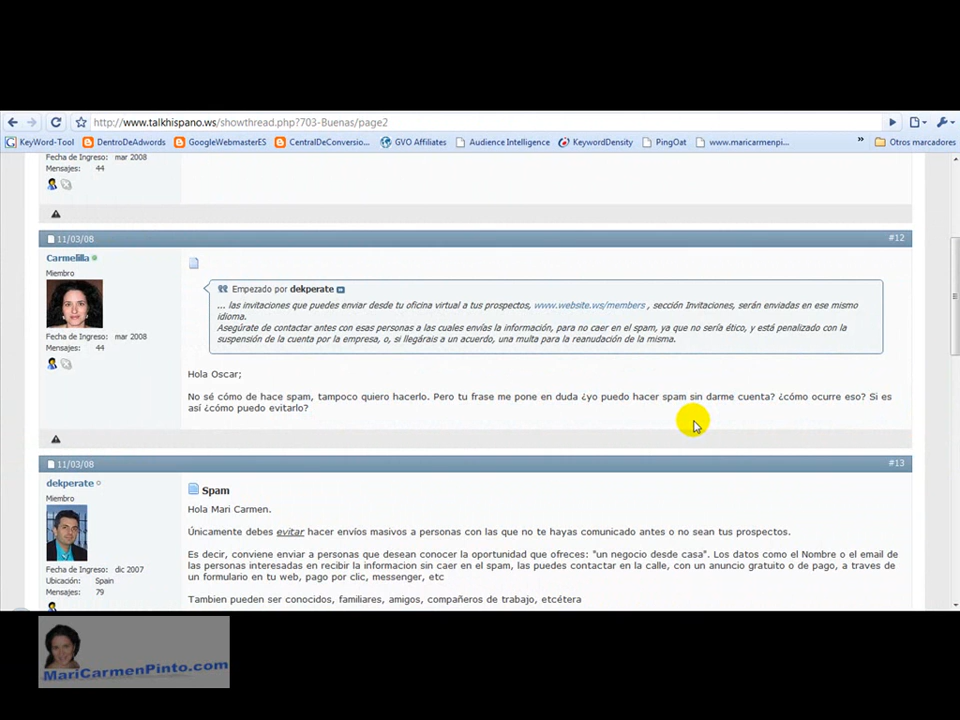 http://www.talkhispano.ws/showthread.php?703-Buenas/page2
KeyWord-Tool DentroDeAdwords GoogleWebmasterES CentralDeConversio... GVO Affiliates Audience Intelligence KeywordDensity PingOat www.maricarmenpi... » Otros marcadores
Fecha de Ingreso: mar 2008
Mensajes: 44
11/03/08 #12
Carmelilla
Miembro
Fecha de Ingreso: mar 2008
Mensajes: 44
Empezado por dekperate
... las invitaciones que puedes enviar desde tu oficina virtual a tus prospectos, www.website.ws/members , sección Invitaciones, serán enviadas en ese mismo
idioma.
Asegúrate de contactar antes con esas personas a las cuales envías la información, para no caer en el spam, ya que no sería ético, y está penalizado con la
suspensión de la cuenta por la empresa, o, si llegárais a un acuerdo, una multa para la reanudación de la misma.
Hola Oscar;
No sé cómo de hace spam, tampoco quiero hacerlo. Pero tu frase me pone en duda ¿yo puedo hacer spam sin darme cuenta? ¿cómo ocurre eso? Si es
así ¿cómo puedo evitarlo?
11/03/08 #13
dekperate
Miembro
Fecha de Ingreso: dic 2007
Ubicación: Spain
Mensajes: 79
Spam
Hola Mari Carmen.
Únicamente debes evitar hacer envíos masivos a personas con las que no te hayas comunicado antes o no sean tus prospectos.
Es decir, conviene enviar a personas que desean conocer la oportunidad que ofreces: "un negocio desde casa". Los datos como el Nombre o el email de
las personas interesadas en recibir la informacion sin caer en el spam, las puedes contactar en la calle, con un anuncio gratuito o de pago, a traves de
un formulario en tu web, pago por clic, messenger, etc
Tambien pueden ser conocidos, familiares, amigos, compañeros de trabajo, etcétera
MariCarmenPinto.com